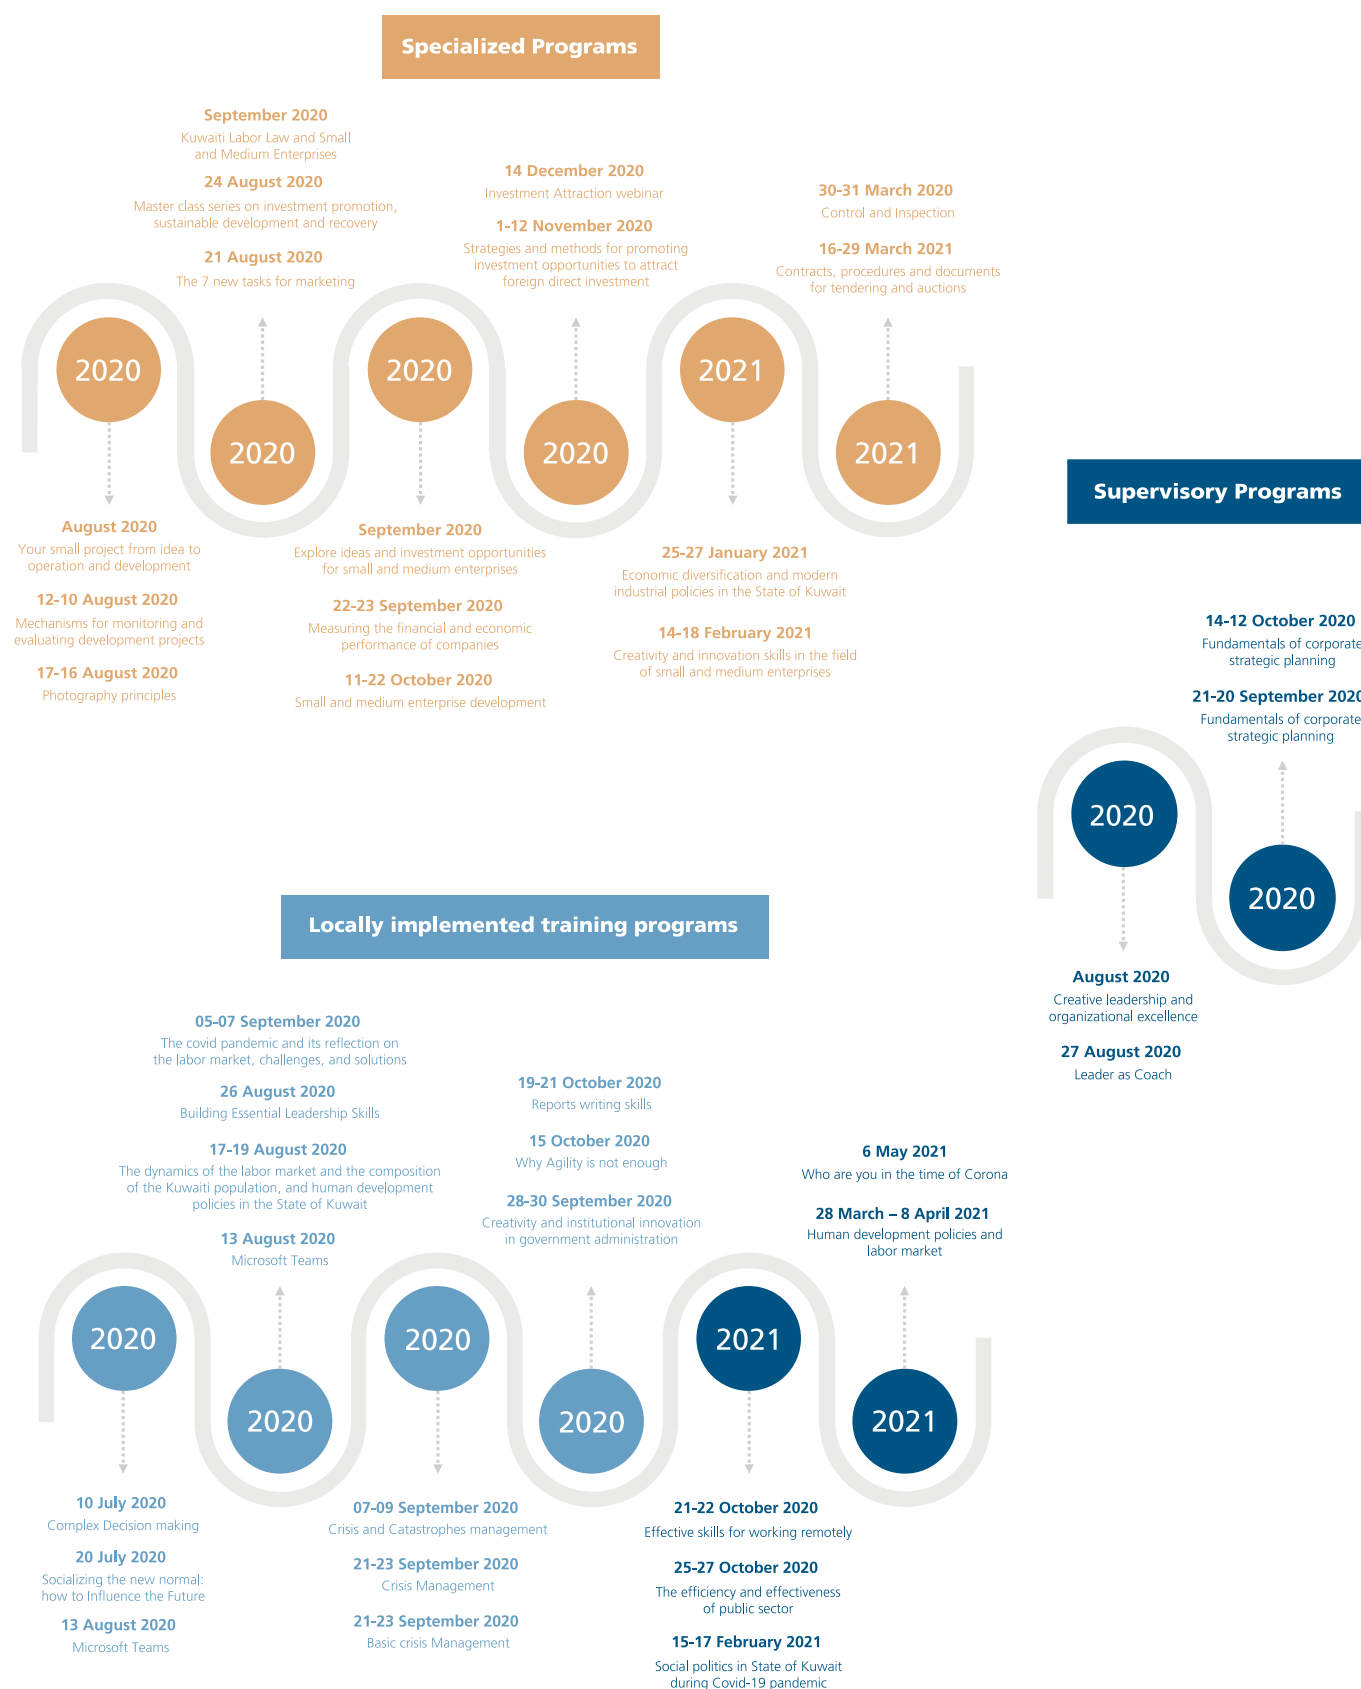 Specialized Programs
September 2020
Kuwaiti Labor Law and Small
and Medium Enterprises
24 August 2020
Master class series on investment promotion,
sustainable development and recovery
21 August 2020
The 7 new tasks for marketing
14 December 2020
Investment Attraction webinar
1-12 November 2020
Strategies and methods for promoting
investment opportunities to attract
foreign direct investment
30-31 March 2020
Control and Inspection
16-29 March 2021
Contracts, procedures and documents
for tendering and auctions
2020
2020
2020
2020
2021
2021
August 2020
Your small project from idea to
operation and development
12-10 August 2020
Mechanisms for monitoring and
evaluating development projects
17-16 August 2020
Photography principles
September 2020
Explore ideas and investment opportunities
for small and medium enterprises
22-23 September 2020
Measuring the financial and economic
performance of companies
11-22 October 2020
Small and medium enterprise development
25-27 January 2021
Economic diversification and modern
industrial policies in the State of Kuwait
14-18 February 2021
Creativity and innovation skills in the field
of small and medium enterprises
Supervisory Programs
14-12 October 2020
Fundamentals of corporate
strategic planning
21-20 September 2020
Fundamentals of corporate
strategic planning
2020
2020
August 2020
Creative leadership and
organizational excellence
27 August 2020
Leader as Coach
Locally implemented training programs
05-07 September 2020
The covid pandemic and its reflection on
the labor market, challenges, and solutions
26 August 2020
Building Essential Leadership Skills
17-19 August 2020
The dynamics of the labor market and the composition
of the Kuwaiti population, and human development
policies in the State of Kuwait
13 August 2020
Microsoft Teams
19-21 October 2020
Reports writing skills
15 October 2020
Why Agility is not enough
28-30 September 2020
Creativity and institutional innovation
in government administration
6 May 2021
Who are you in the time of Corona
28 March – 8 April 2021
Human development policies and
labor market
2020
2020
2020
2020
2021
2021
10 July 2020
Complex Decision making
20 July 2020
Socializing the new normal:
how to Influence the Future
13 August 2020
Microsoft Teams
07-09 September 2020
Crisis and Catastrophes management
21-23 September 2020
Crisis Management
21-23 September 2020
Basic crisis Management
21-22 October 2020
Effective skills for working remotely
25-27 October 2020
The efficiency and effectiveness
of public sector
15-17 February 2021
Social politics in State of Kuwait
during Covid-19 pandemic